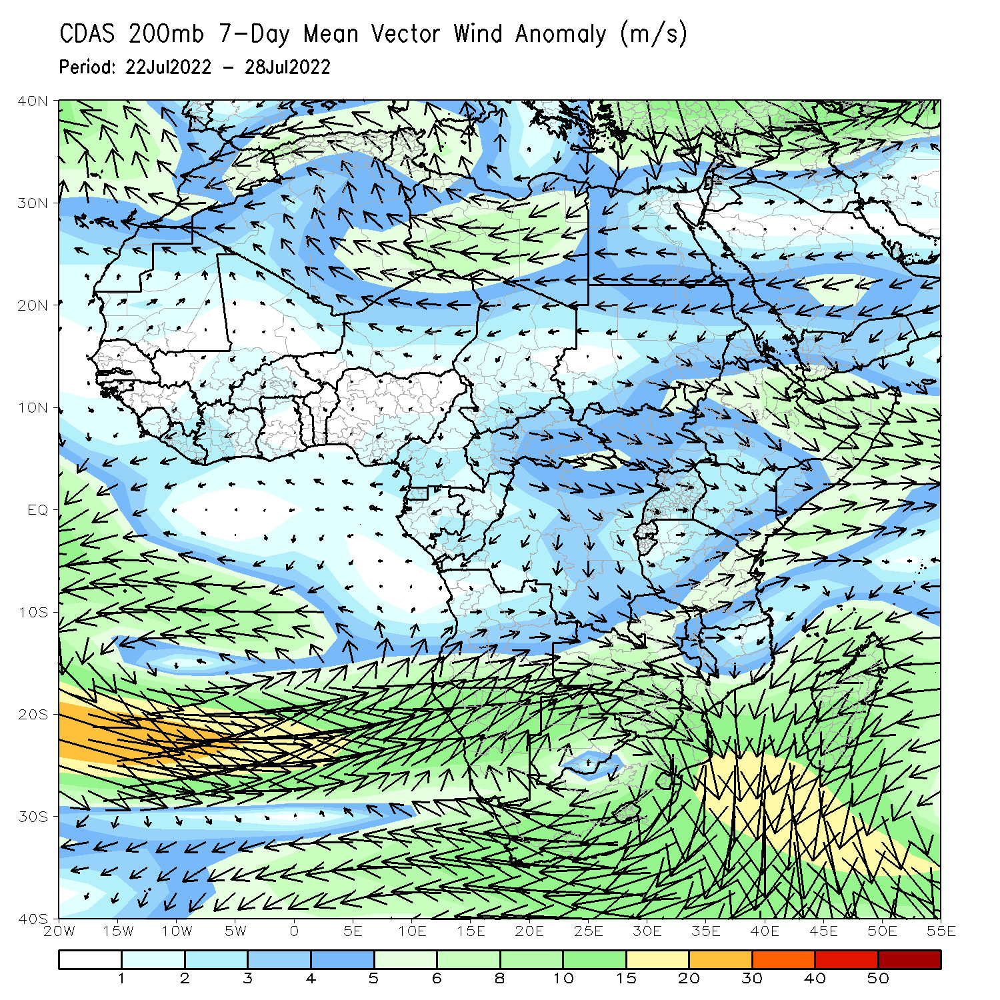 CDAS 200mb 7-Day Mean Vector Wind Anomaly (m/s)
Period: 22Jul2022 - 28Jul2022
40N
30N
20N
10N
EQ
10S
20S
30S
40S
20W 15W 10W 5W 0 5E 10E 15E 20E 25E 30E 35E 40E 45E 50E 55E
1 2 3 4 5 6 8 10 15 20 30 40 50